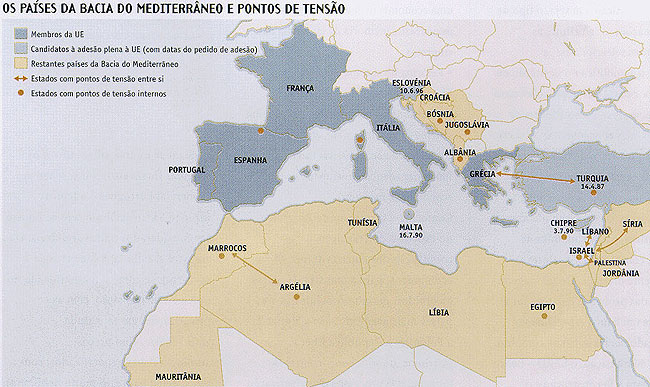 OS PAÍSES DA BACIA DO MEDITERRÂNEO E PONTOS DE TENSÃO
Membros da UE
Candidatos à adesão plena à UE (com datas do pedido de adesão)
Restantes países da Bacia do Mediterrâneo
Estados com pontos de tensão entre si
Estados com pontos de tensão internos
FRANÇA
ESLOVÉNIA
10.6.96
CROÁCIA
BÓSNIA
JUGOSLÁVIA
ITÁLIA
ALBÂNIA
PORTUGAL
ESPANHA
GRÉCIA
TURQUIA
14.4.87
TUNÍSIA
MALTA
16.7.90
CHIPRE
3.7.90
LÍBANO
SÍRIA
ISRAEL
PALESTINA
JORDÂNIA
MARROCOS
ARGÉLIA
LÍBIA
EGIPTO
MAURITÂNIA